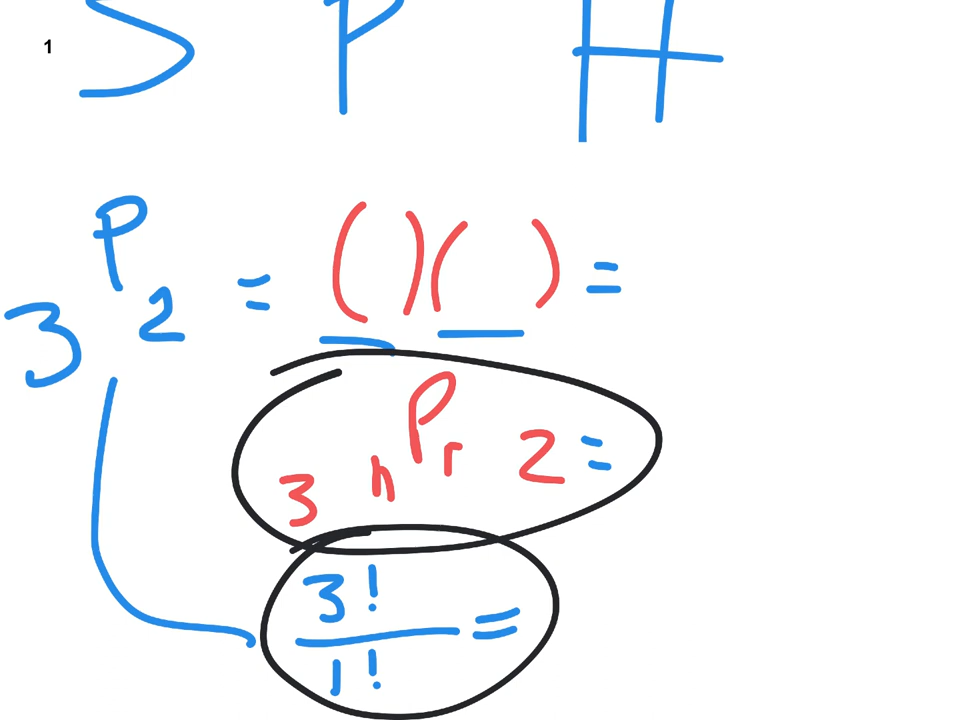 1
S P H
3P2 = ( )( ) =
3 nPr 2 =
3!
1! =